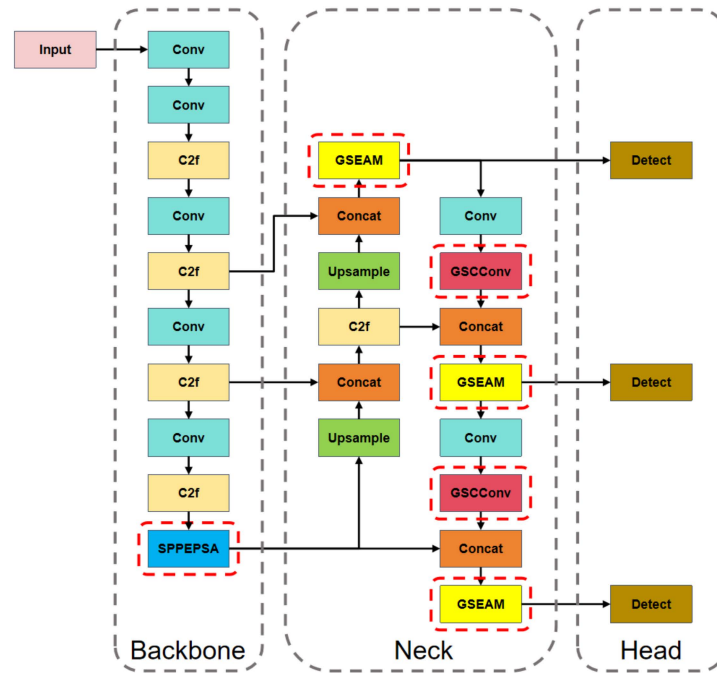 Input
Conv
Conv
C2f
Conv
C2f
Conv
C2f
Conv
C2f
SPPEPSA
Backbone
GSEAM
Concat
Upsample
C2f
Concat
Upsample
Conv
GSCConv
Concat
GSEAM
Conv
GSCConv
Concat
GSEAM
Neck
Detect
Detect
Detect
Head